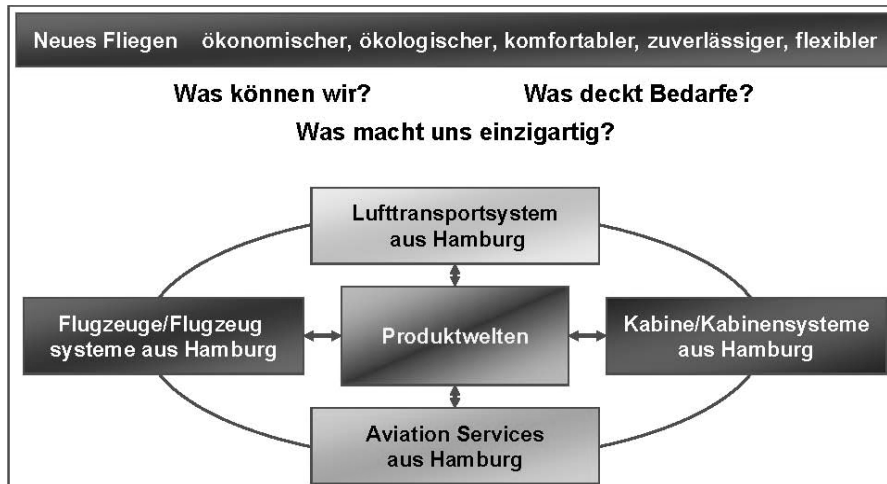 Neues Fliegen ökonomischer, ökologischer, komfortabler, zuverlässiger, flexibler
Was können wir? Was deckt Bedarfe?
Was macht uns einzigartig?
Lufttransportsystem
aus Hamburg
Flugzeuge/Flugzeug
systeme aus Hamburg
Produktwelten
Kabine/Kabinensysteme
aus Hamburg
Aviation Services
aus Hamburg